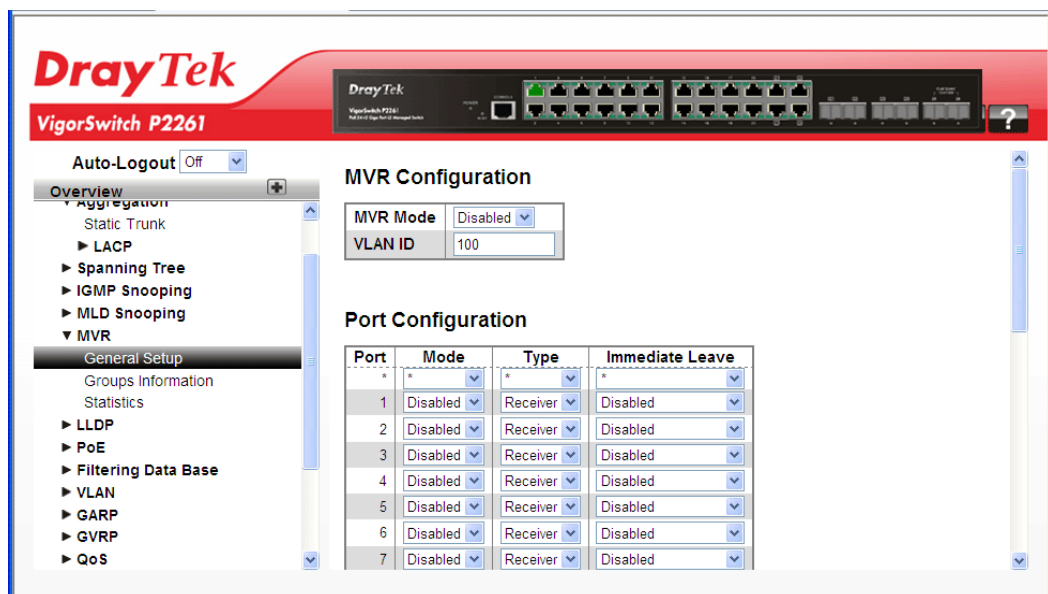 DrayTek
VigorSwitch P2261
DrayTek
VigorSwitch P2261
CONSOLE
POWER
?
Auto-Logout Off
Overview
Aggregation
Static Trunk
LACP
Spanning Tree
IGMP Snooping
MLD Snooping
MVR
General Setup
Groups Information
Statistics
LLDP
PoE
Filtering Data Base
VLAN
GARP
GVRP
QoS
MVR Configuration
MVR Mode Disabled
VLAN ID 100
Port Configuration
Port Mode Type Immediate Leave
* * * *
1 Disabled Receiver Disabled
2 Disabled Receiver Disabled
3 Disabled Receiver Disabled
4 Disabled Receiver Disabled
5 Disabled Receiver Disabled
6 Disabled Receiver Disabled
7 Disabled Receiver Disabled